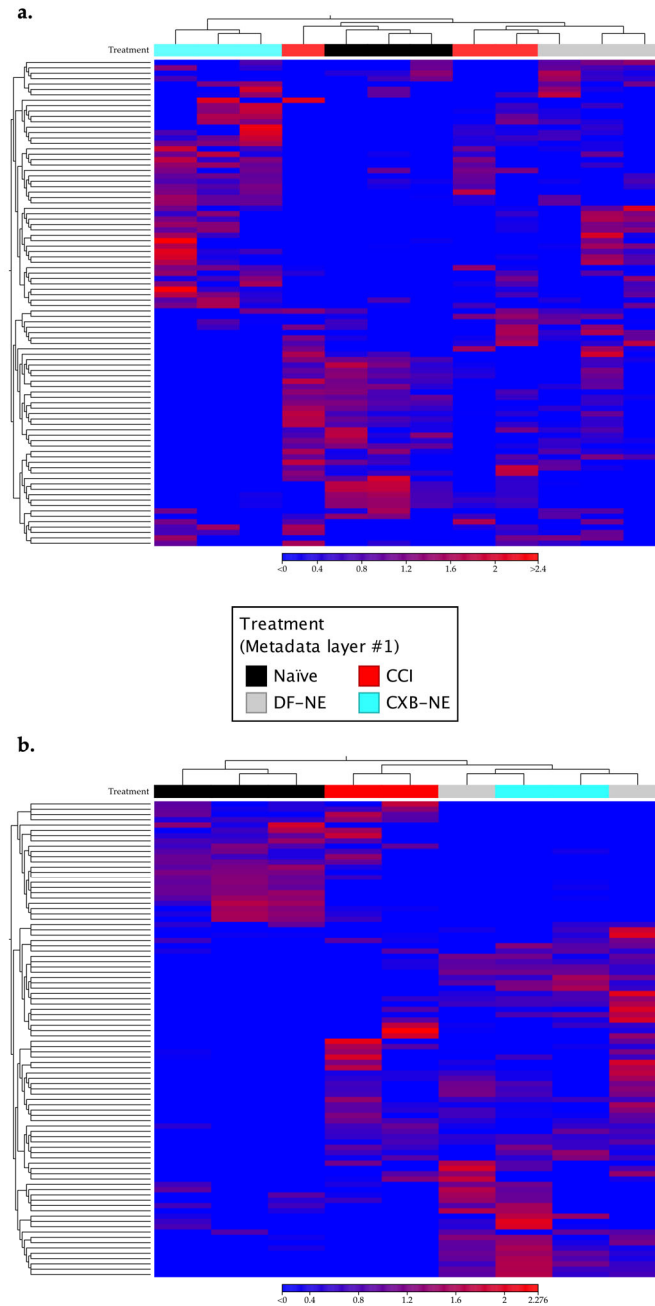 a.
Treatment
<0 0.4 0.8 1.2 1.6 2 >2.4
Treatment
(Metadata layer #1)
Naïve CCI
DF-NE CXB-NE
b.
Treatment
<0 0.4 0.8 1.2 1.6 2 2.276